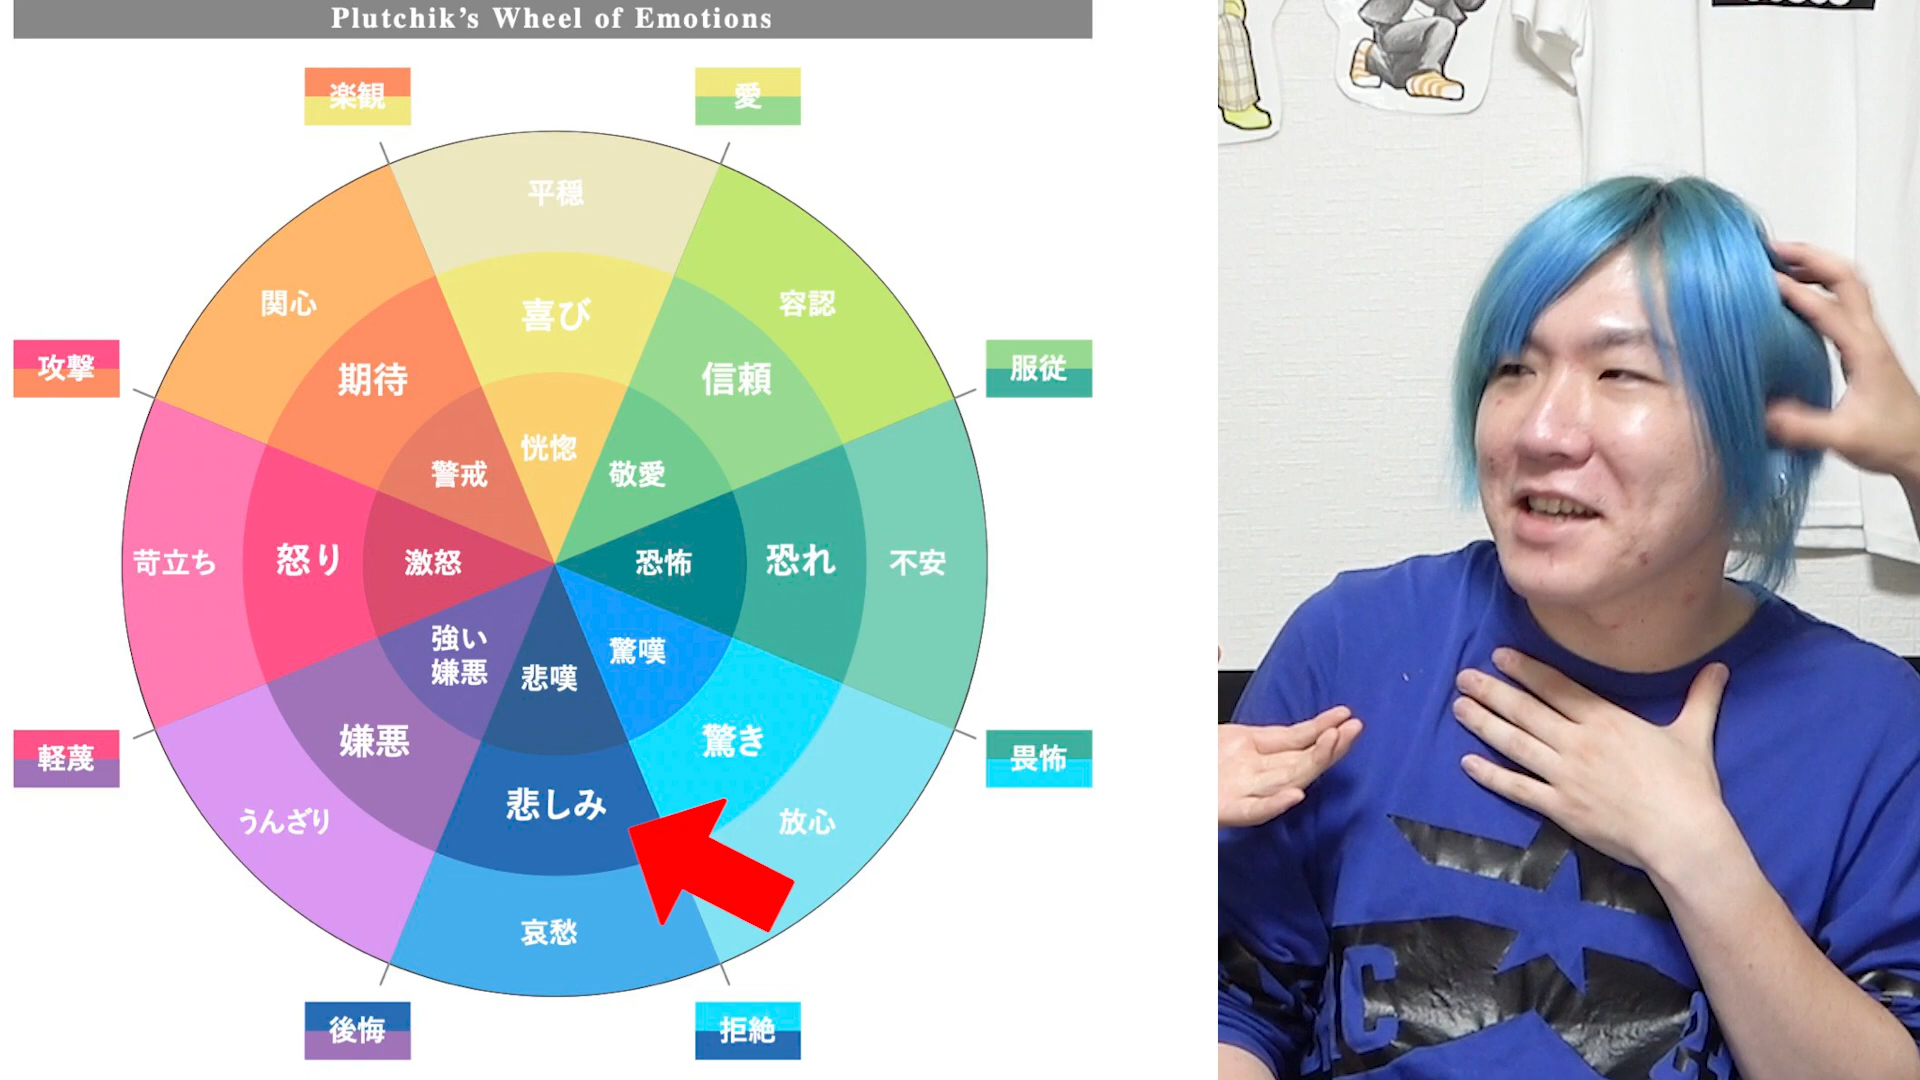 Plutchik's Wheel of Emotions
楽観
愛
平穏
関心
喜び
容認
攻撃
期待
信頼
服従
恍惚
警戒
敬愛
苛立ち
怒り
激怒
恐怖
恐れ
不安
強い
嫌悪
悲嘆
驚嘆
軽蔑
嫌悪
驚き
畏怖
うんざり
悲しみ
放心
哀愁
後悔
拒絶